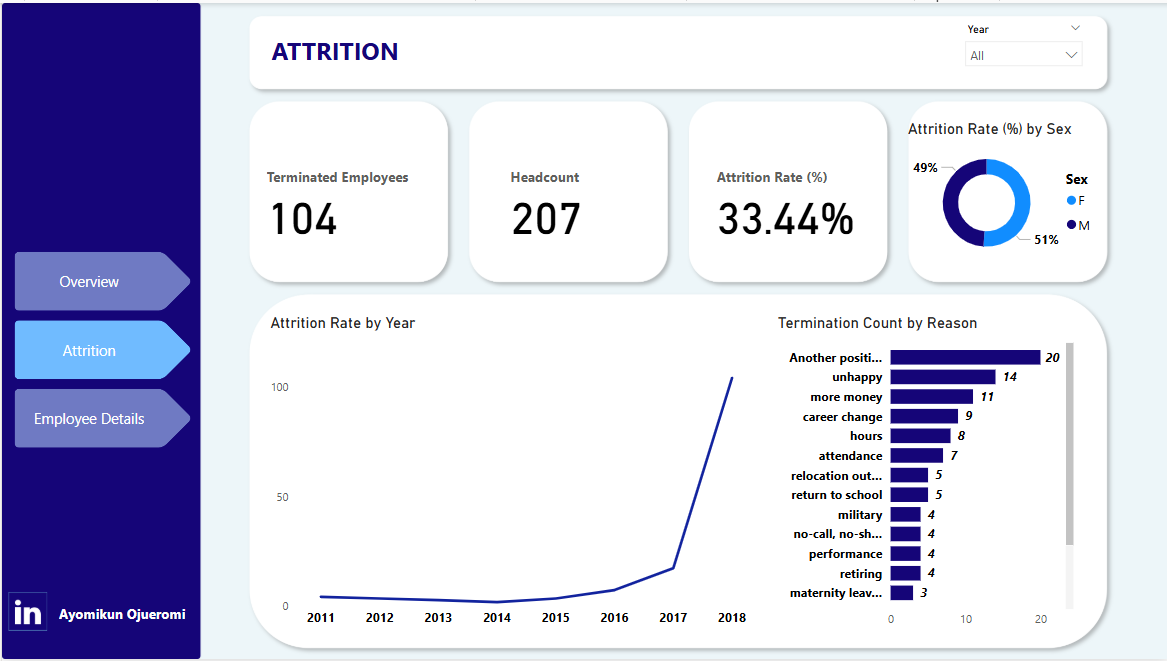 ATTRITION
Year
All
Terminated Employees
104
Headcount
207
Attrition Rate (%)
33.44%
Attrition Rate (%) by Sex
49%
51%
Sex
F
M
Overview
Attrition
Employee Details
Attrition Rate by Year
100
50
0
2011 2012 2013 2014 2015 2016 2017 2018
Termination Count by Reason
Another positi... 20
unhappy 14
more money 11
career change 9
hours 8
attendance 7
relocation out... 5
return to school 5
military 4
no-call, no-sh... 4
performance 4
retiring 4
maternity leav... 3
0 10 20
in Ayomikun Ojueromi